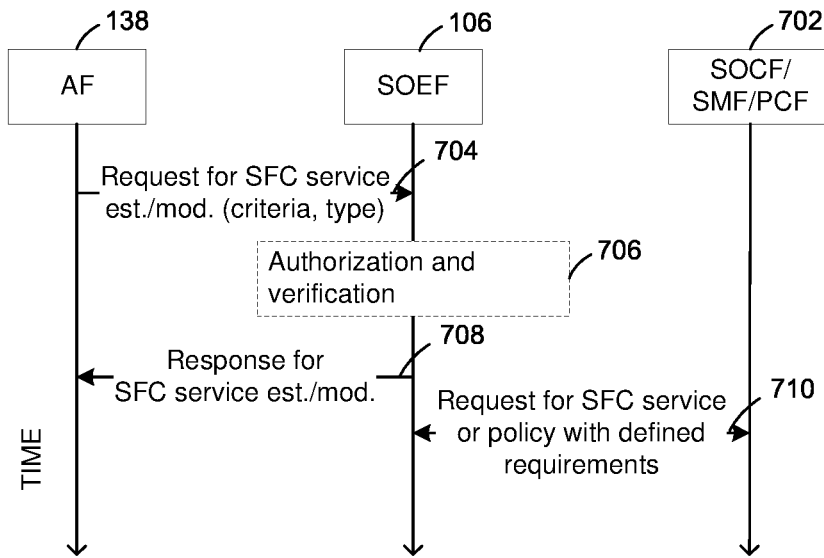 138
106
702
AF
SOEF
SOCF/
SMF/PCF
704
Request for SFC service
est./mod. (criteria, type)
706
Authorization and
verification
708
Response for
SFC service est./mod.
710
Request for SFC service
or policy with defined
requirements
TIME